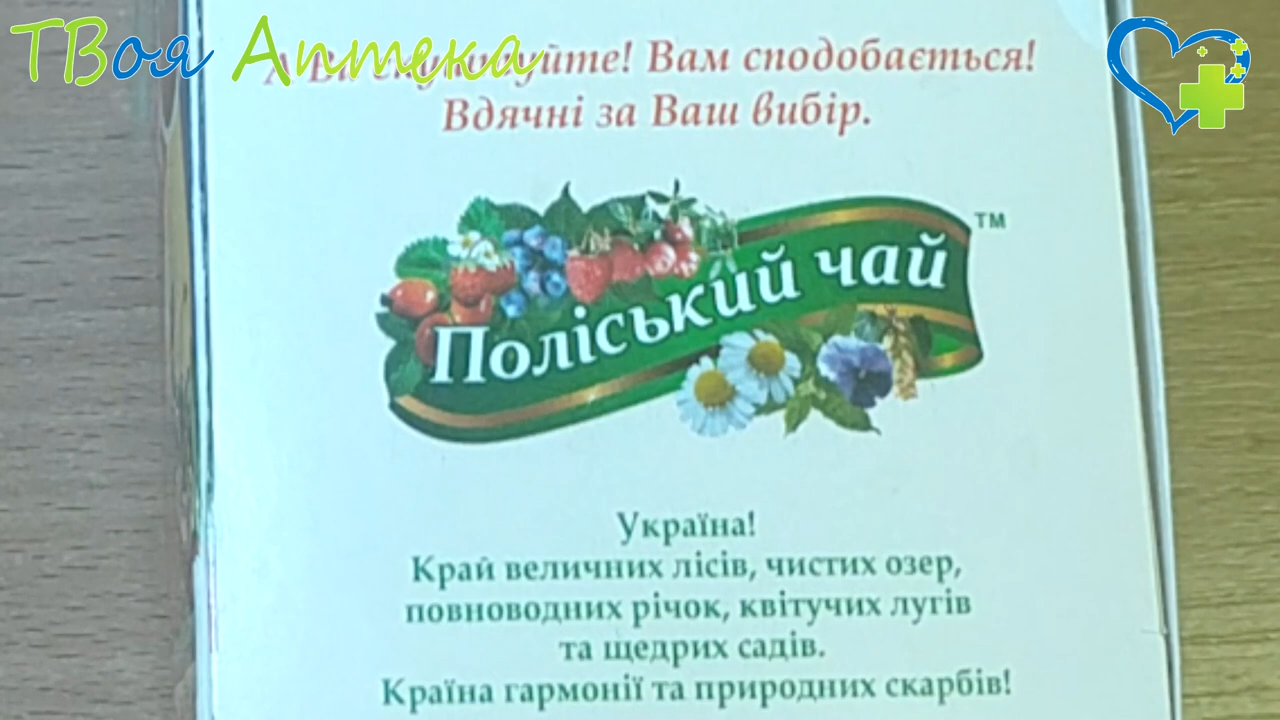 ТВоя Аптека
Вам сподобається!
Вдячні за Ваш вибір.
Поліський чай
TM
Україна!
Край величних лісів, чистих озер,
повноводних річок, квітучих лугів
та щедрих садів.
Країна гармонії та природних скарбів!